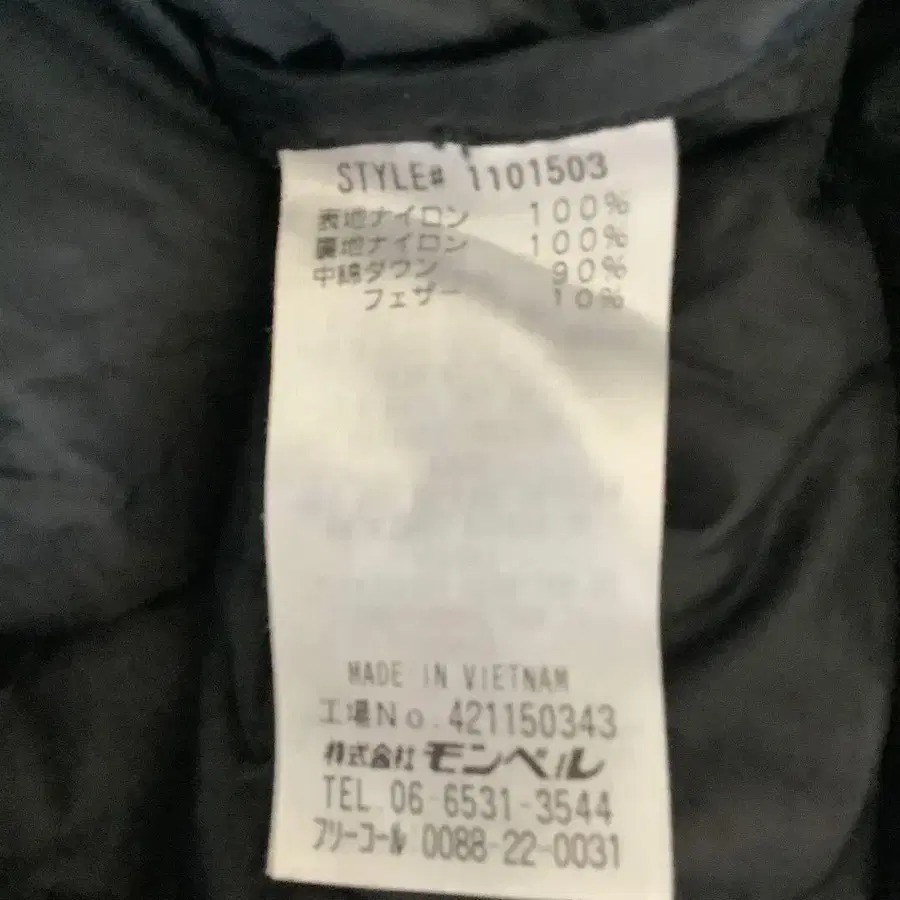 STYLE# 1101503
表地ナイロン 100%
裏地ナイロン 100%
中綿ダウン 90%
フェザー 10%
MADE IN VIETNAM
工場No. 421150343
株式会社 モンベル
TEL. 06-6531-3544
フリーコール 0088-22-0031